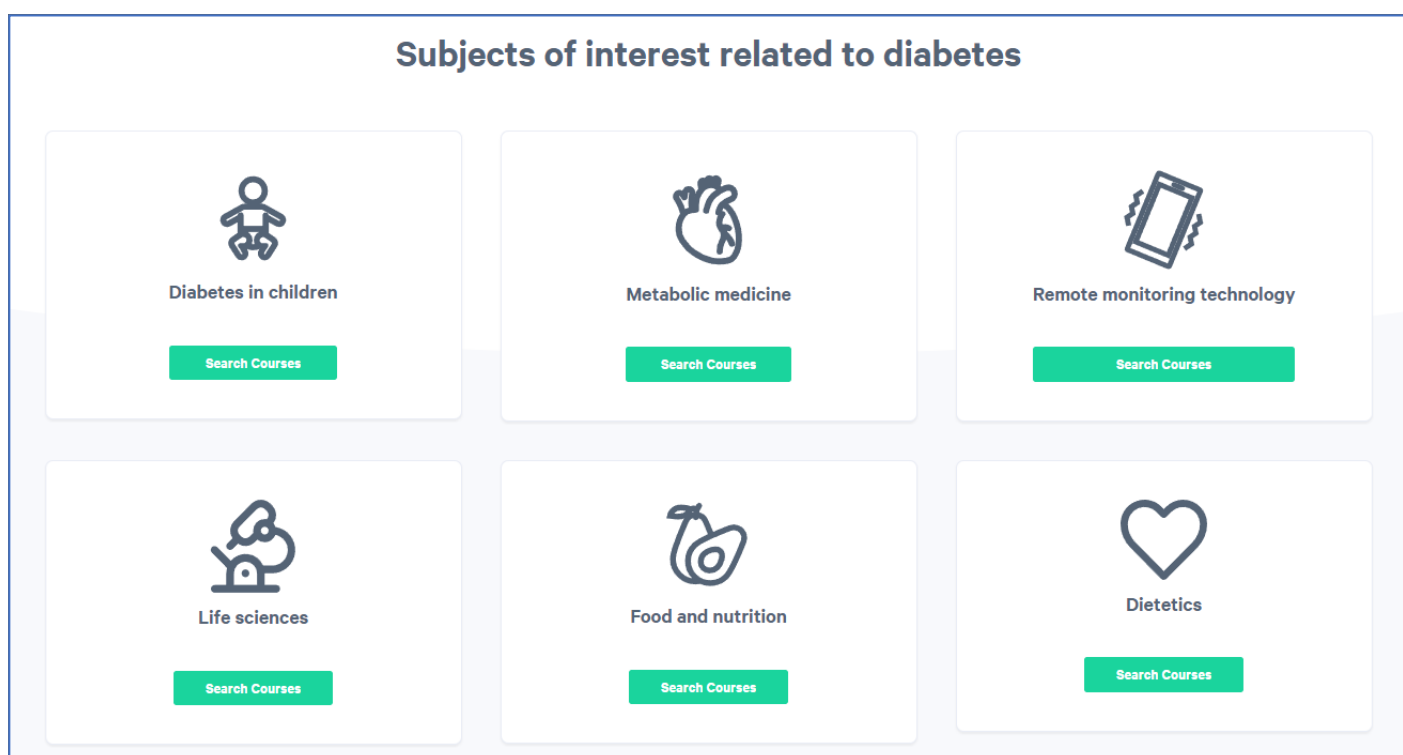 Subjects of interest related to diabetes
Diabetes in children
Search Courses
Metabolic medicine
Search Courses
Remote monitoring technology
Search Courses
Life sciences
Search Courses
Food and nutrition
Search Courses
Dietetics
Search Courses